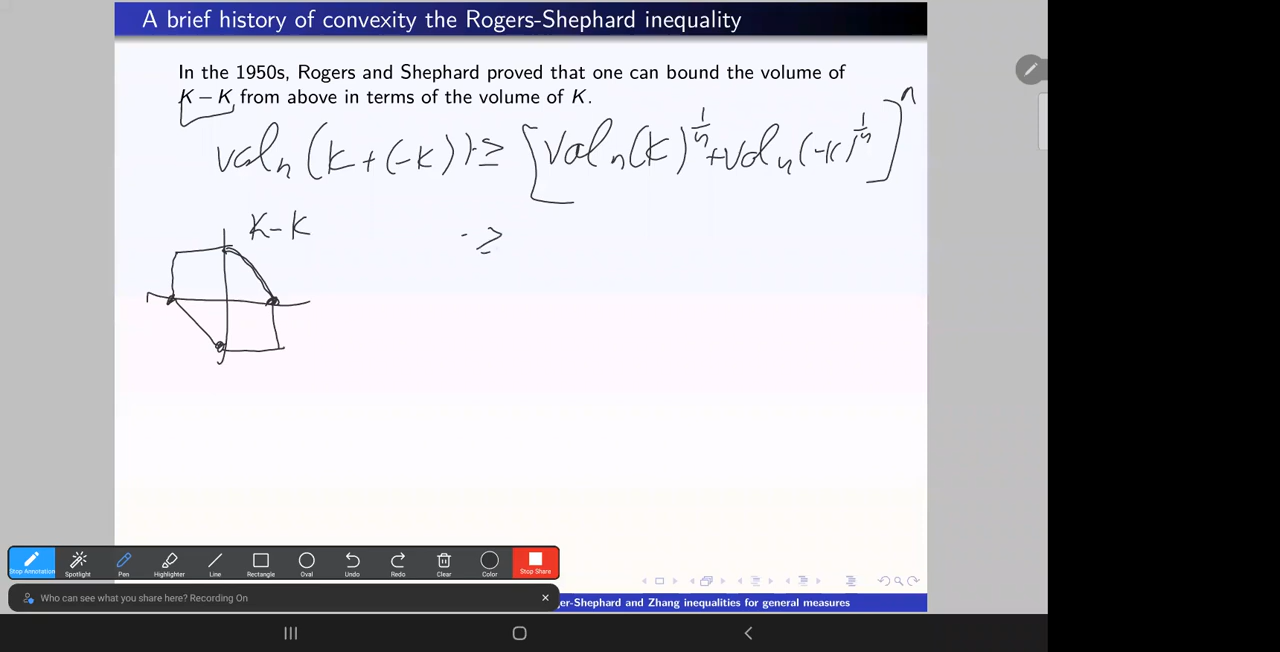 A brief history of convexity the Rogers-Shephard inequality
In the 1950s, Rogers and Shephard proved that one can bound the volume of
K − K from above in terms of the volume of K.
vol_n (K + (-K)) ≥ [vol_n (K)^{1/n} + vol_n (-K)^{1/n}]^n
K - K
≥
Stop Annotation
Spotlight
Pen
Highlighter
Line
Rectangle
Oval
Undo
Redo
Clear
Color
Stop Share
Who can see what you share here? Recording On
er-Shephard and Zhang inequalities for general measures